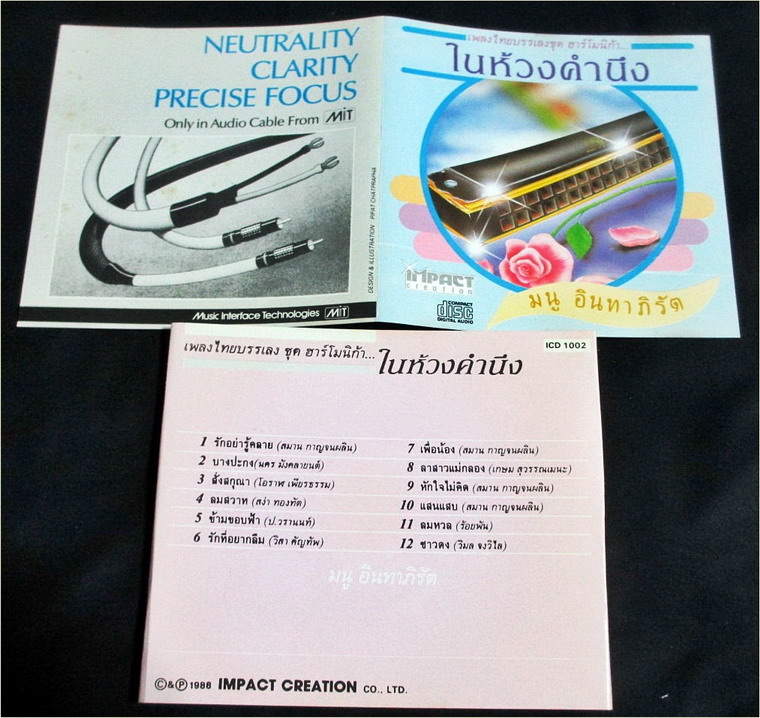 NEUTRALITY
CLARITY
PRECISE FOCUS
Only in Audio Cable From MIT
DESIGN & ILLUSTRATION : PIPAT CHATPRAPHA
Music Interface Technologies MIT
เพลงไทยบรรเลงชุด ฮาร์โมนิก้า...
ในห้วงคำนึง
IMPACT
creation
COMPACT
disc
DIGITAL AUDIO
มนู อินทาภิรัต
เพลงไทยบรรเลง ชุด ฮาร์โมนิก้า... ในห้วงคำนึง
ICD 1002
1 รักอย่ารู้คลาย (สมาน กาญจนผลิน)
2 บางปะกง (นคร มังคลายนต์)
3 สั่งสกุณา (โอราฬ เพียรธรรม)
4 ลมสวาท (สง่า ทองทัต)
5 ข้ามขอบฟ้า (ป.วรานนท์)
6 รักที่อยากลืม (วิสา คัญทัพ)
7 เพื่อน้อง (สมาน กาญจนผลิน)
8 ลาสาวแม่กลอง (เกษม สุวรรณเมนะ)
9 หักใจไม่คิด (สมาน กาญจนผลิน)
10 แสนแสบ (สมาน กาญจนผลิน)
11 ลมหวล (ร้อยพัน)
12 ชาวดง (วิมล จงวิไล)
มนู อินทาภิรัต
©&℗ 1986 IMPACT CREATION CO., LTD.